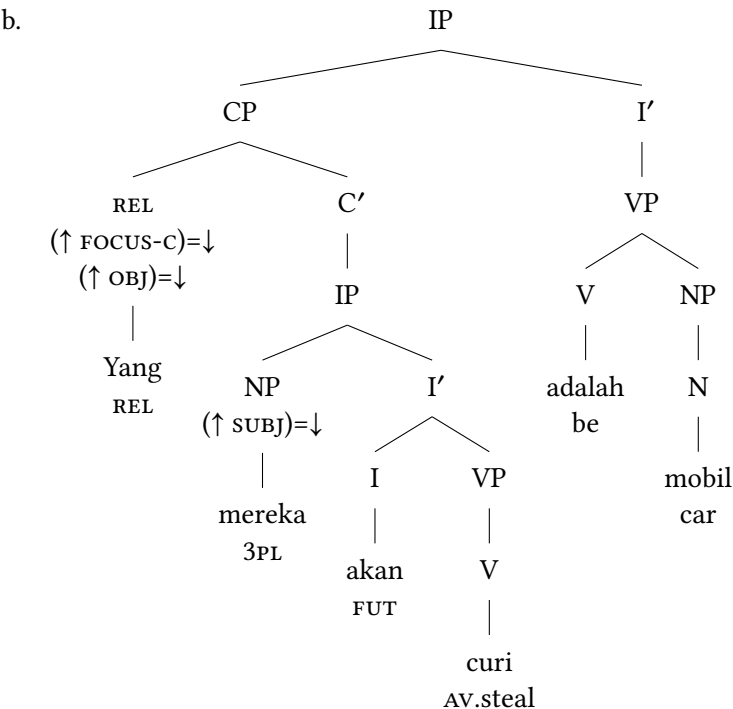 b.
IP
CP I′
REL C′ VP
(↑ FOCUS-C)=↓
(↑ OBJ)=↓
IP V NP
Yang NP I′ adalah N
REL (↑ SUBJ)=↓ be
I VP mobil
mereka car
3PL akan V
FUT
curi
AV.steal